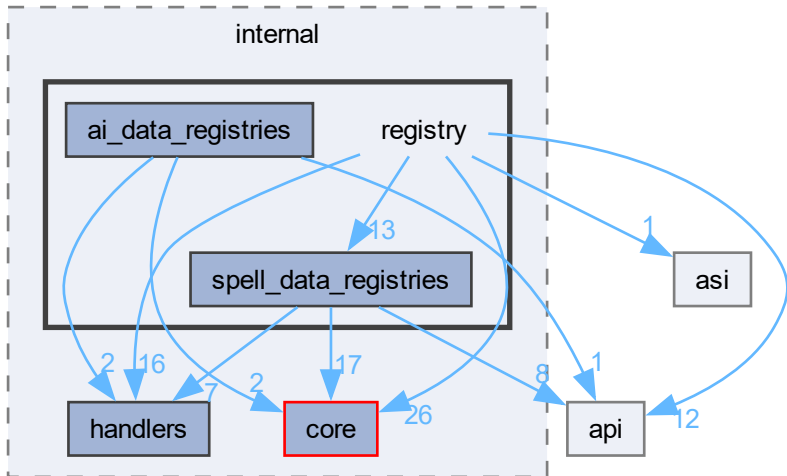 internal
ai_data_registries
registry
13
1
spell_data_registries
asi
2
16
7
2
17
26
8
1
12
handlers
core
api